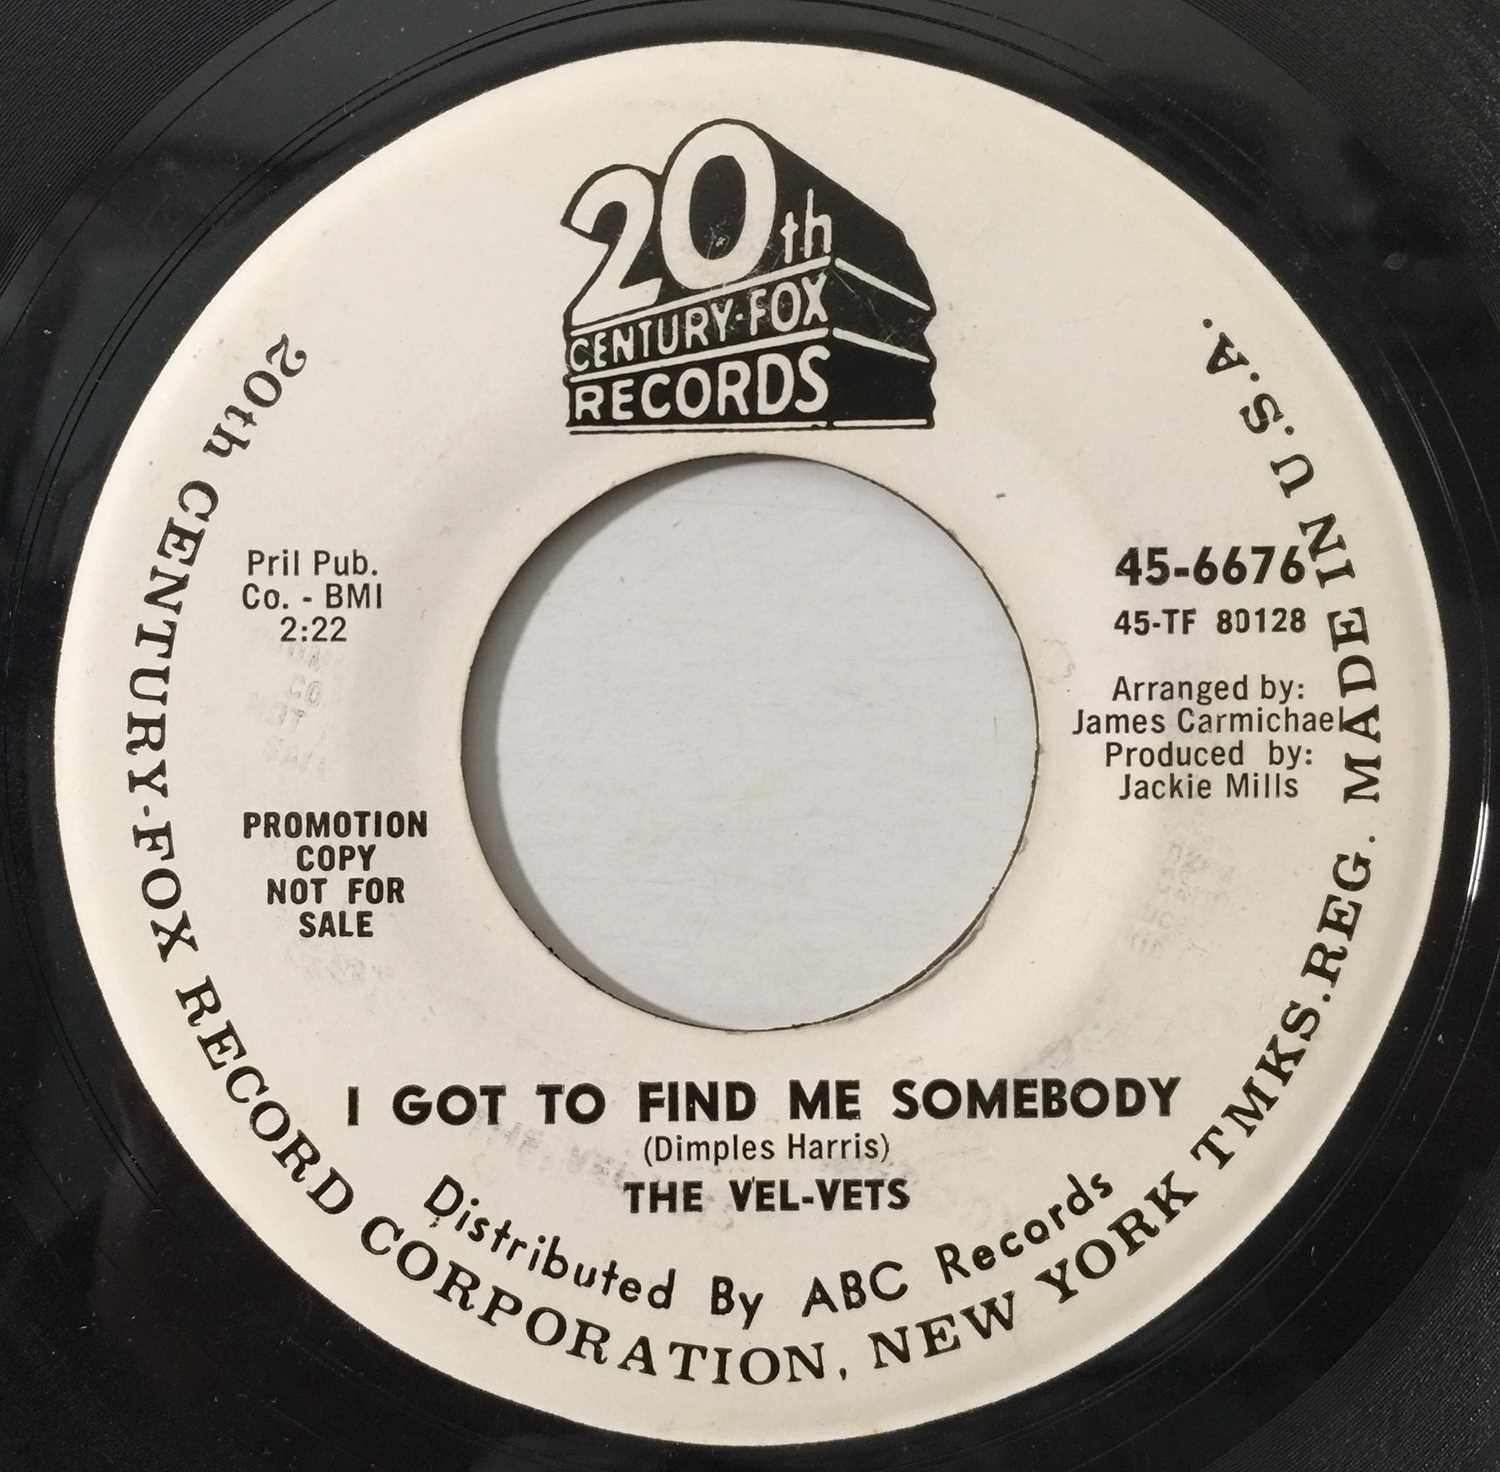 20th
CENTURY-FOX
RECORDS
Pril Pub.
Co. - BMI
2:22
45-6676
45-TF 80128
Arranged by:
James Carmichael
Produced by:
Jackie Mills
PROMOTION
COPY
NOT FOR
SALE
I GOT TO FIND ME SOMEBODY
(Dimples Harris)
THE VEL-VETS
Distributed By ABC Records
20th CENTURY-FOX RECORD CORPORATION, NEW YORK TMKS. REG. MADE IN U.S.A.